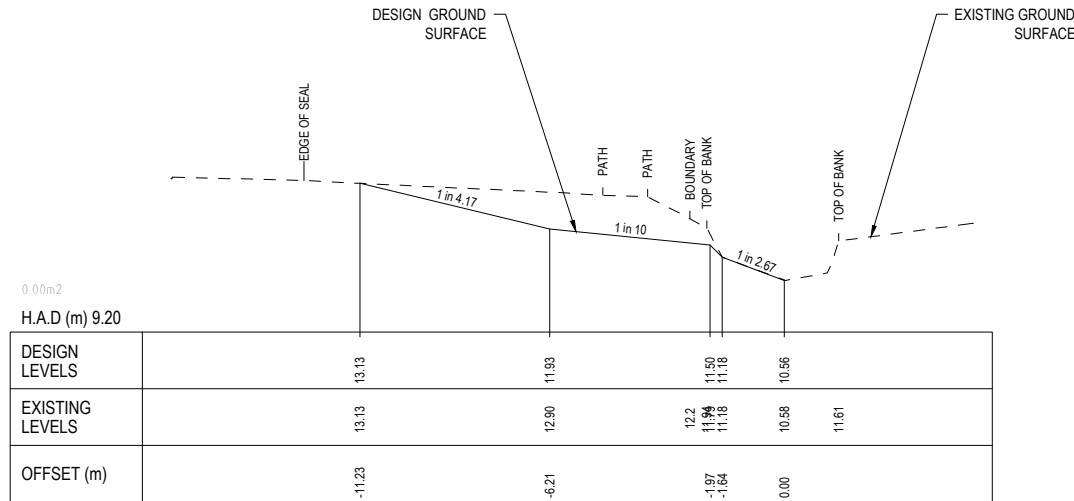 DESIGN GROUND
SURFACE
EXISTING GROUND
SURFACE
EDGE OF SEAL
PATH
PATH
BOUNDARY
TOP OF BANK
TOP OF BANK
1 in 4.17
1 in 10
1 in 2.67
0.00m2
H.A.D (m) 9.20
DESIGN
LEVELS
13.13
11.93
11.50
11.18
10.56
EXISTING
LEVELS
13.13
12.90
12.2
11.18
10.58
11.61
OFFSET (m)
-11.23
-6.21
-1.97
-1.64
0.00